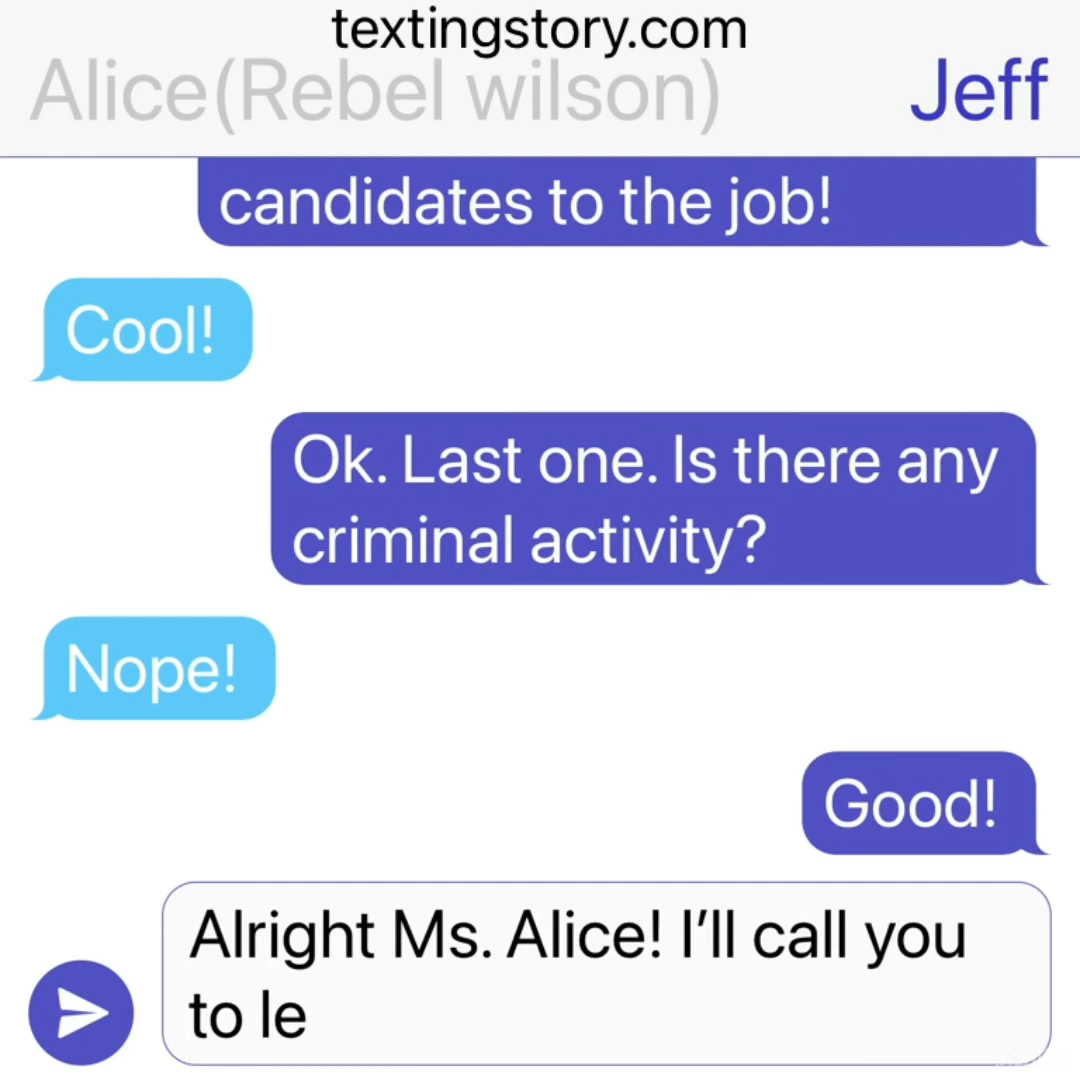 textingstory.com
Alice(Rebel wilson) Jeff
candidates to the job!
Cool!
Ok. Last one. Is there any
criminal activity?
Nope!
Good!
Alright Ms. Alice! I'll call you
to le